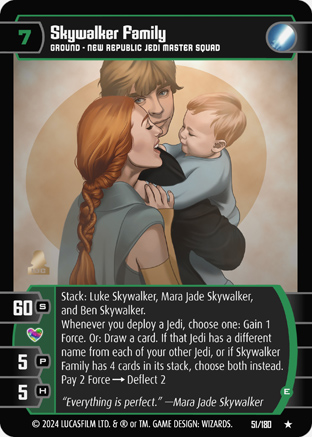 7
Skywalker Family
GROUND - NEW REPUBLIC JEDI MASTER SQUAD
60 S
5 P
5 H
Stack: Luke Skywalker, Mara Jade Skywalker,
and Ben Skywalker.
Whenever you deploy a Jedi, choose one: Gain 1
Force. Or: Draw a card. If that Jedi has a different
name from each of your other Jedi, or if Skywalker
Family has 4 cards in its stack, choose both instead.
Pay 2 Force → Deflect 2
E
"Everything is perfect." —Mara Jade Skywalker
© 2024 LUCASFILM LTD. & ® or TM. GAME DESIGN: WIZARDS.
51/180